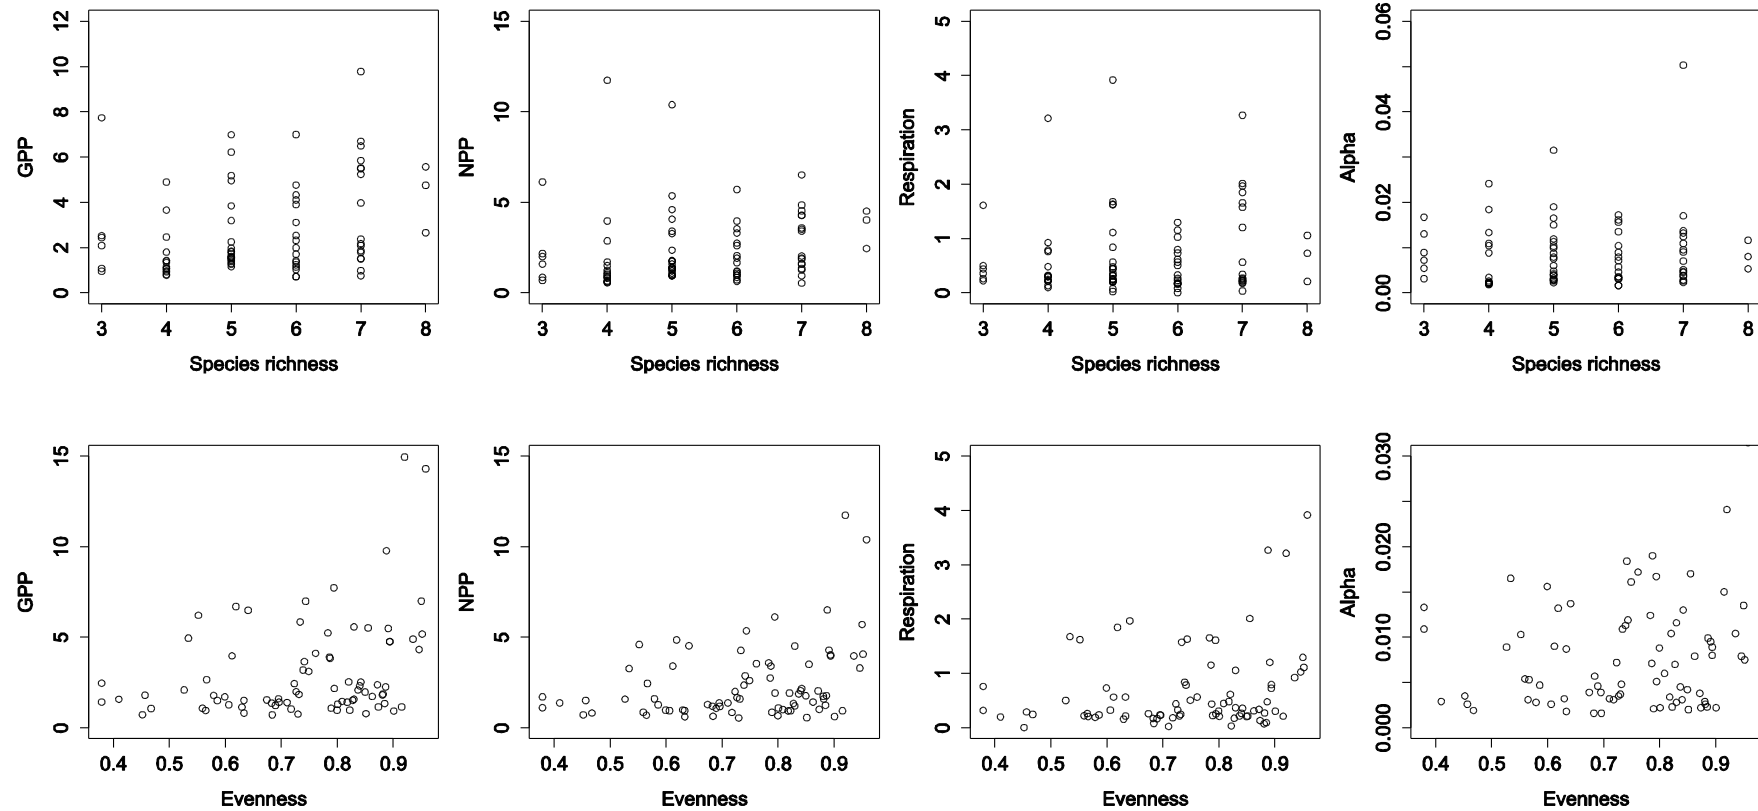 GPP
0 2 4 6 8 10 12
3 4 5 6 7 8
Species richness
NPP
0 5 10 15
3 4 5 6 7 8
Species richness
Respiration
0 1 2 3 4 5
3 4 5 6 7 8
Species richness
Alpha
0.00 0.02 0.04 0.06
3 4 5 6 7 8
Species richness
GPP
0 5 10 15
0.4 0.5 0.6 0.7 0.8 0.9
Evenness
NPP
0 5 10 15
0.4 0.5 0.6 0.7 0.8 0.9
Evenness
Respiration
0 1 2 3 4 5
0.4 0.5 0.6 0.7 0.8 0.9
Evenness
Alpha
0.000 0.010 0.020 0.030
0.4 0.5 0.6 0.7 0.8 0.9
Evenness